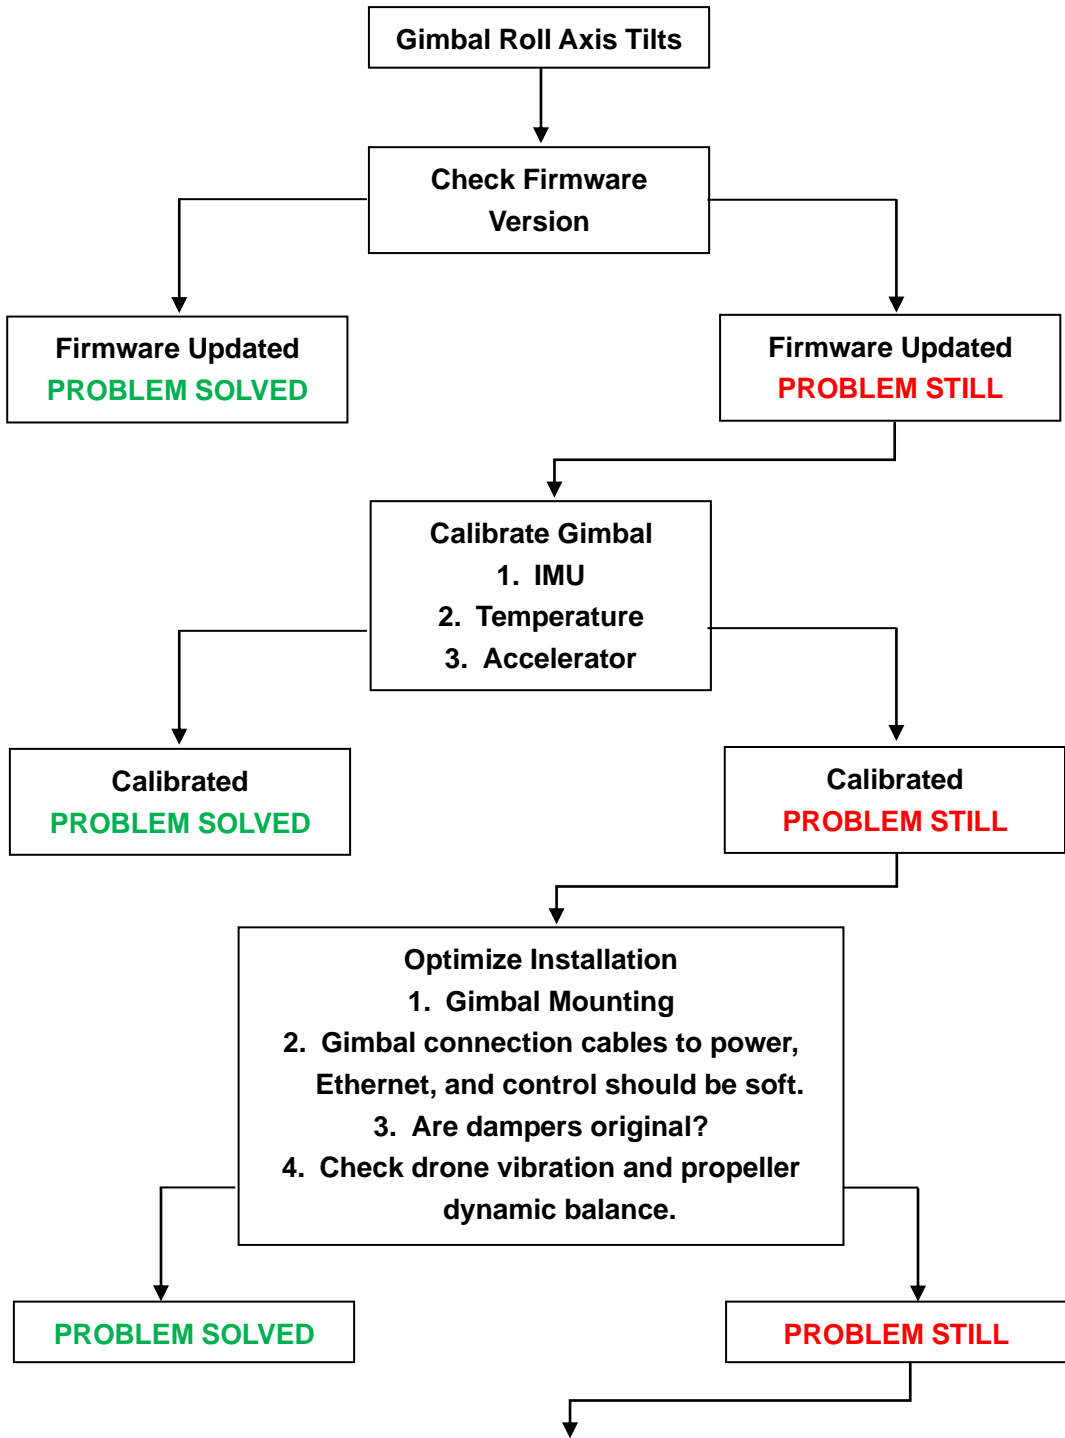 Gimbal Roll Axis Tilts
Check Firmware
Version
Firmware Updated
PROBLEM SOLVED
Firmware Updated
PROBLEM STILL
Calibrate Gimbal
1. IMU
2. Temperature
3. Accelerator
Calibrated
PROBLEM SOLVED
Calibrated
PROBLEM STILL
Optimize Installation
1. Gimbal Mounting
2. Gimbal connection cables to power,
Ethernet, and control should be soft.
3. Are dampers original?
4. Check drone vibration and propeller
dynamic balance.
PROBLEM SOLVED
PROBLEM STILL